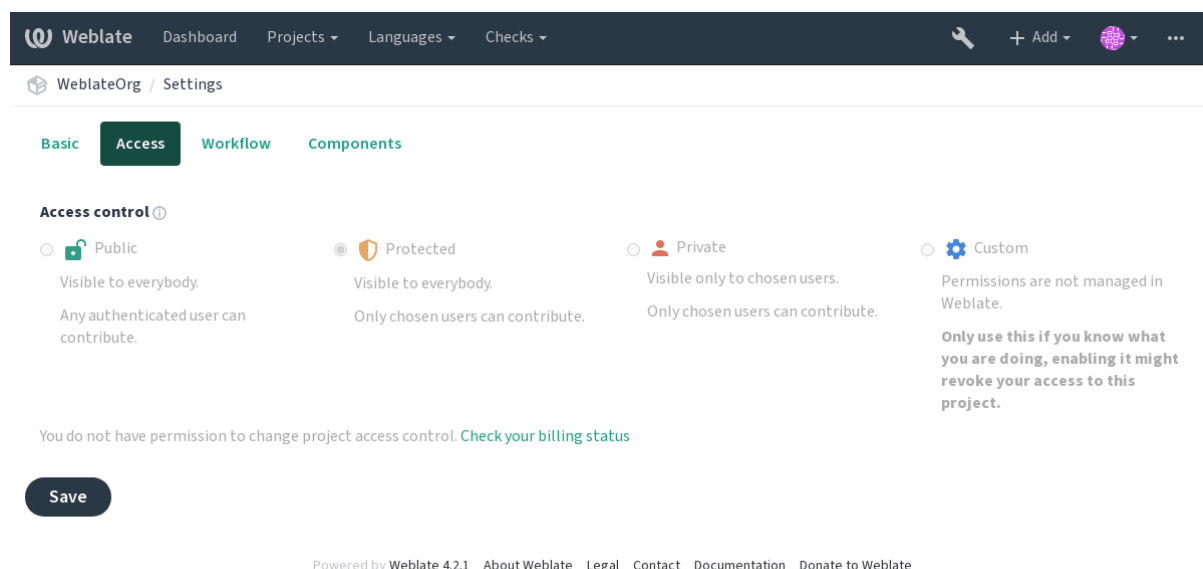 Weblate Dashboard Projects Languages Checks Add
WeblateOrg / Settings
Basic Access Workflow Components
Access control
Public
Visible to everybody.
Any authenticated user can
contribute.
Protected
Visible to everybody.
Only chosen users can contribute.
Private
Visible only to chosen users.
Only chosen users can contribute.
Custom
Permissions are not managed in
Weblate.
Only use this if you know what
you are doing, enabling it might
revoke your access to this
project.
You do not have permission to change project access control. Check your billing status
Save
Powered by Weblate 4.2.1 About Weblate Legal Contact Documentation Donate to Weblate